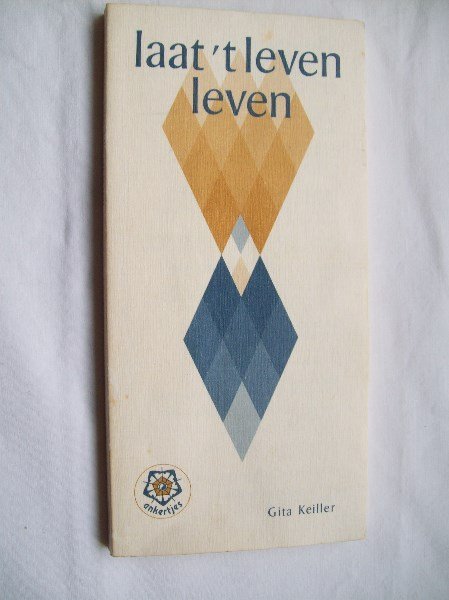 laat 't leven
leven
ankertjes
Gita Keiller